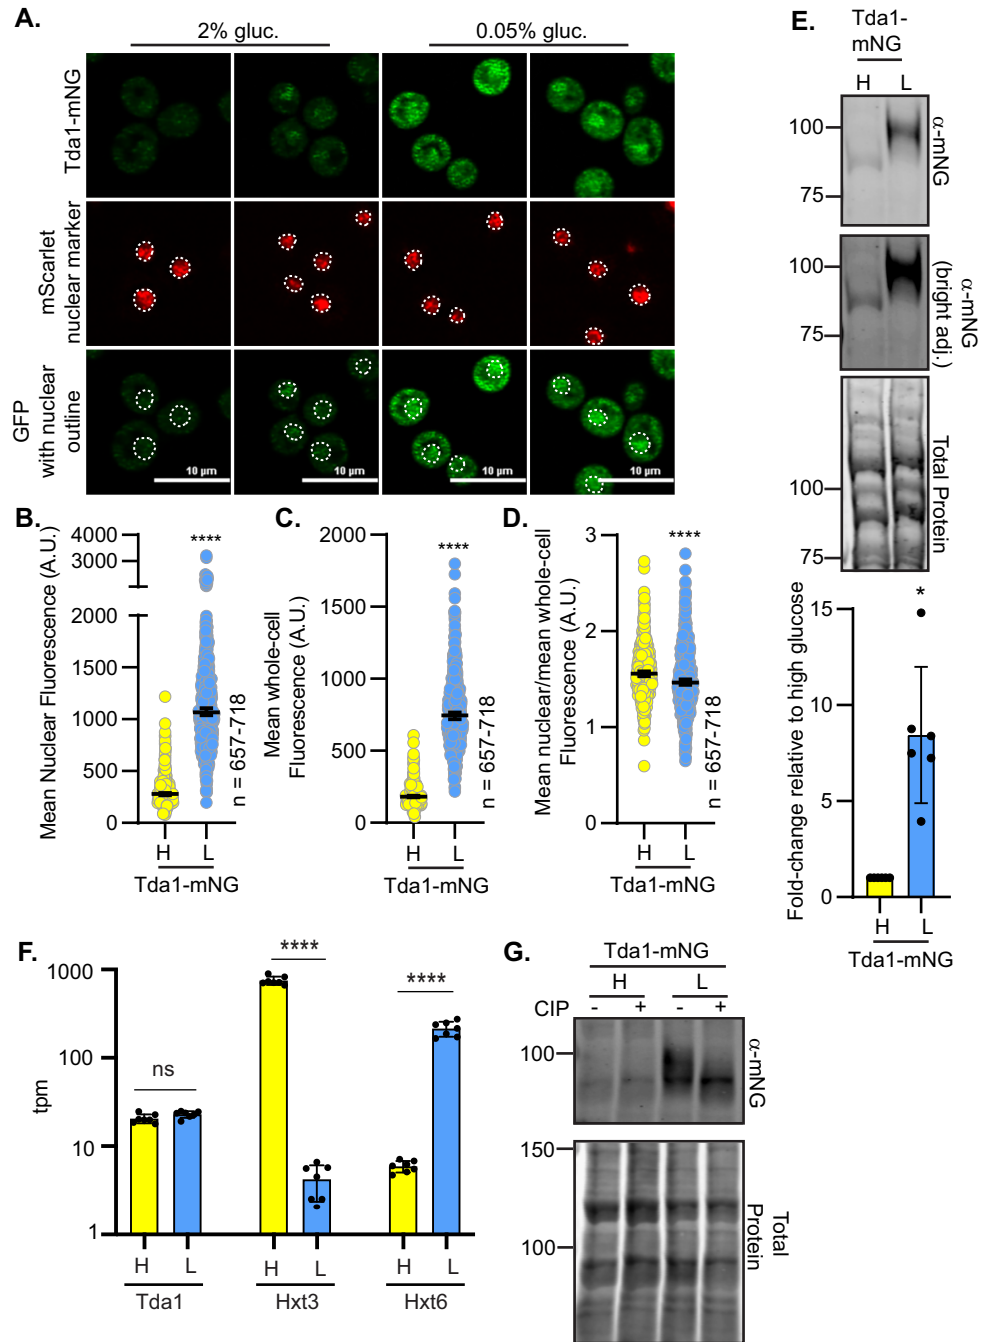 A.
2% gluc.
0.05% gluc.
Tda1-mNG
mScarlet
nuclear marker
GFP
with nuclear
outline
10 µm
10 µm
10 µm
10 µm
B.
Mean Nuclear Fluorescence (A.U.)
4000
3000
2000
1500
1000
500
0
****
n = 657-718
H
L
Tda1-mNG
C.
Mean whole-cell
Fluorescence (A.U.)
2000
1500
1000
500
0
****
n = 657-718
H
L
Tda1-mNG
D.
Mean nuclear/mean whole-cell
Fluorescence (A.U.)
3
2
1
0
****
n = 657-718
H
L
Tda1-mNG
E.
Tda1-
mNG
H
L
100
75
α-mNG
100
75
α-mNG
(bright adj.)
100
75
Total Protein
Fold-change relative to high glucose
15
10
5
0
*
H
L
Tda1-mNG
F.
tpm
1000
100
10
1
ns
****
****
H
L
H
L
H
L
Tda1
Hxt3
Hxt6
G.
Tda1-mNG
H
L
CIP
-
+
-
+
100
α-mNG
150
100
Total
Protein